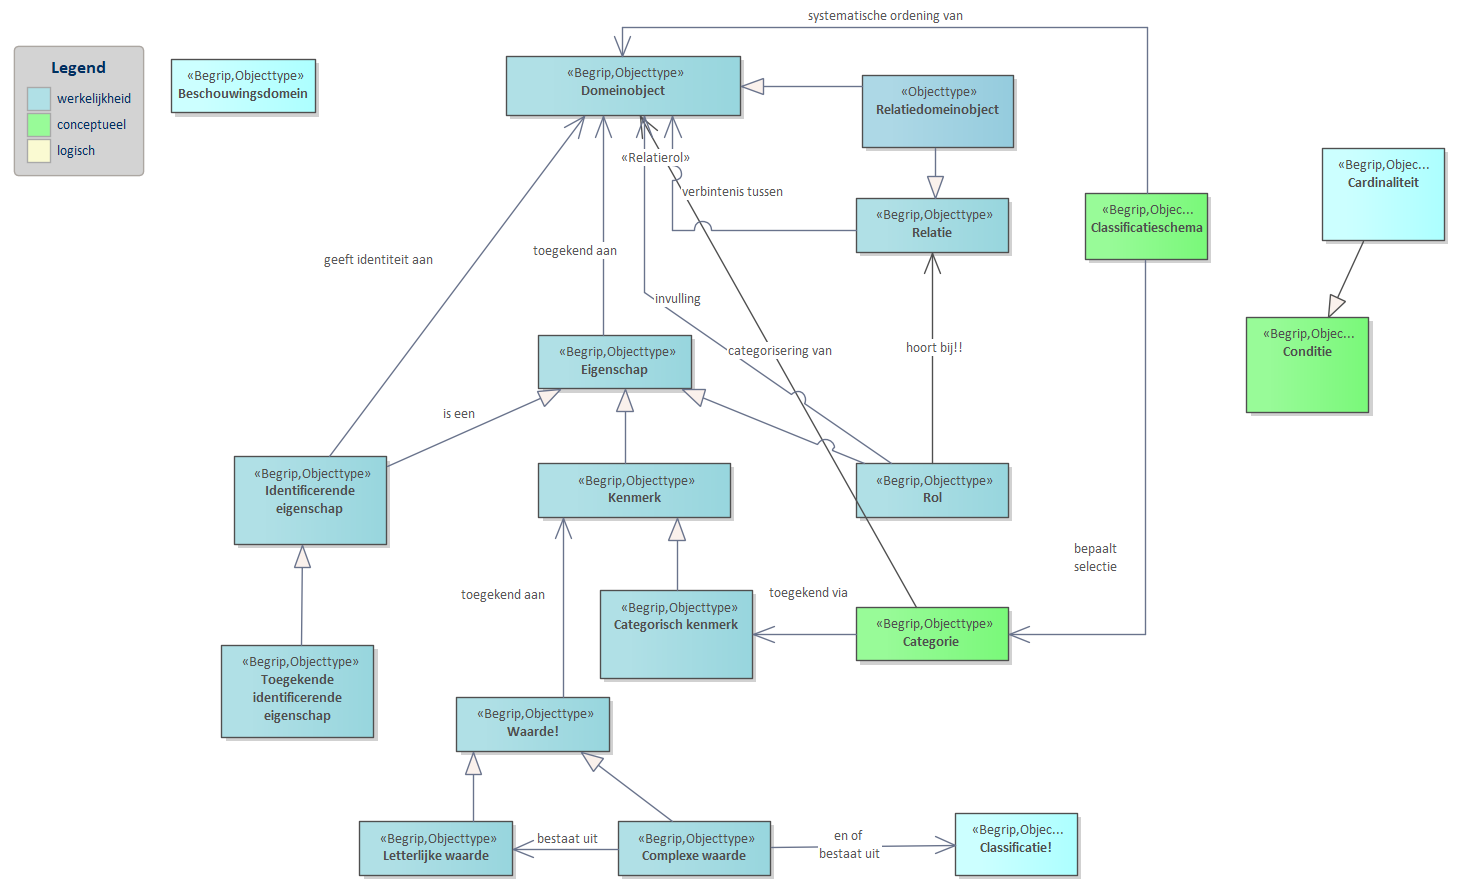 systematische ordening van
Legend
werkelijkheid
conceptueel
logisch
«Begrip,Objecttype»
Beschouwingsdomein
«Begrip,Objecttype»
Domeinobject
«Objecttype»
Relatiedomeinobject
«Relatierol»
verbintenis tussen
«Begrip,Objecttype»
Relatie
«Begrip,Objec...
Classificatieschema
«Begrip,Objec...
Cardinaliteit
geeft identiteit aan
toegekend aan
invulling
categorisering van
hoort bij!!
«Begrip,Objec...
Conditie
«Begrip,Objecttype»
Eigenschap
is een
«Begrip,Objecttype»
Identificerende
eigenschap
«Begrip,Objecttype»
Kenmerk
«Begrip,Objecttype»
Rol
bepaalt
selectie
toegekend aan
«Begrip,Objecttype»
Categorisch kenmerk
toegekend via
«Begrip,Objecttype»
Categorie
«Begrip,Objecttype»
Toegekende
identificerende
eigenschap
«Begrip,Objecttype»
Waarde!
«Begrip,Objecttype»
Letterlijke waarde
bestaat uit
«Begrip,Objecttype»
Complexe waarde
en of
bestaat uit
«Begrip,Objec...
Classificatie!